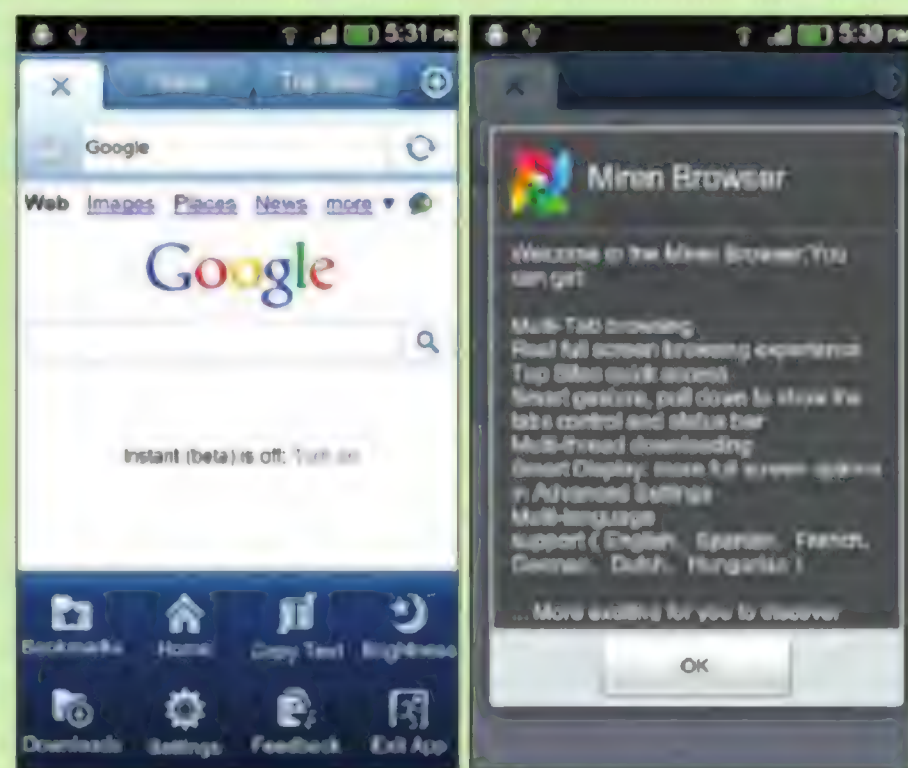 5:31 PM
Top Sites
Google
Web Images Places News more
Google
Instant (beta) is off: Turn on
Bookmarks Home Copy Text Brightness
Downloads Settings Feedback Exit App
5:30 PM
Miren Browser
Welcome to the Miren Browser. You
can get
Multi-Tab browsing
Real full screen browsing experience
Top Sites quick access
Smart gesture, pull down to show the
tabs control and status bar
Multi-thread downloading
Smart Display, more full screen options
in Advanced Settings
Multi-language
support ( English, Spanish, French,
German, Dutch, Hungarian )
... More exciting for you to discover
OK